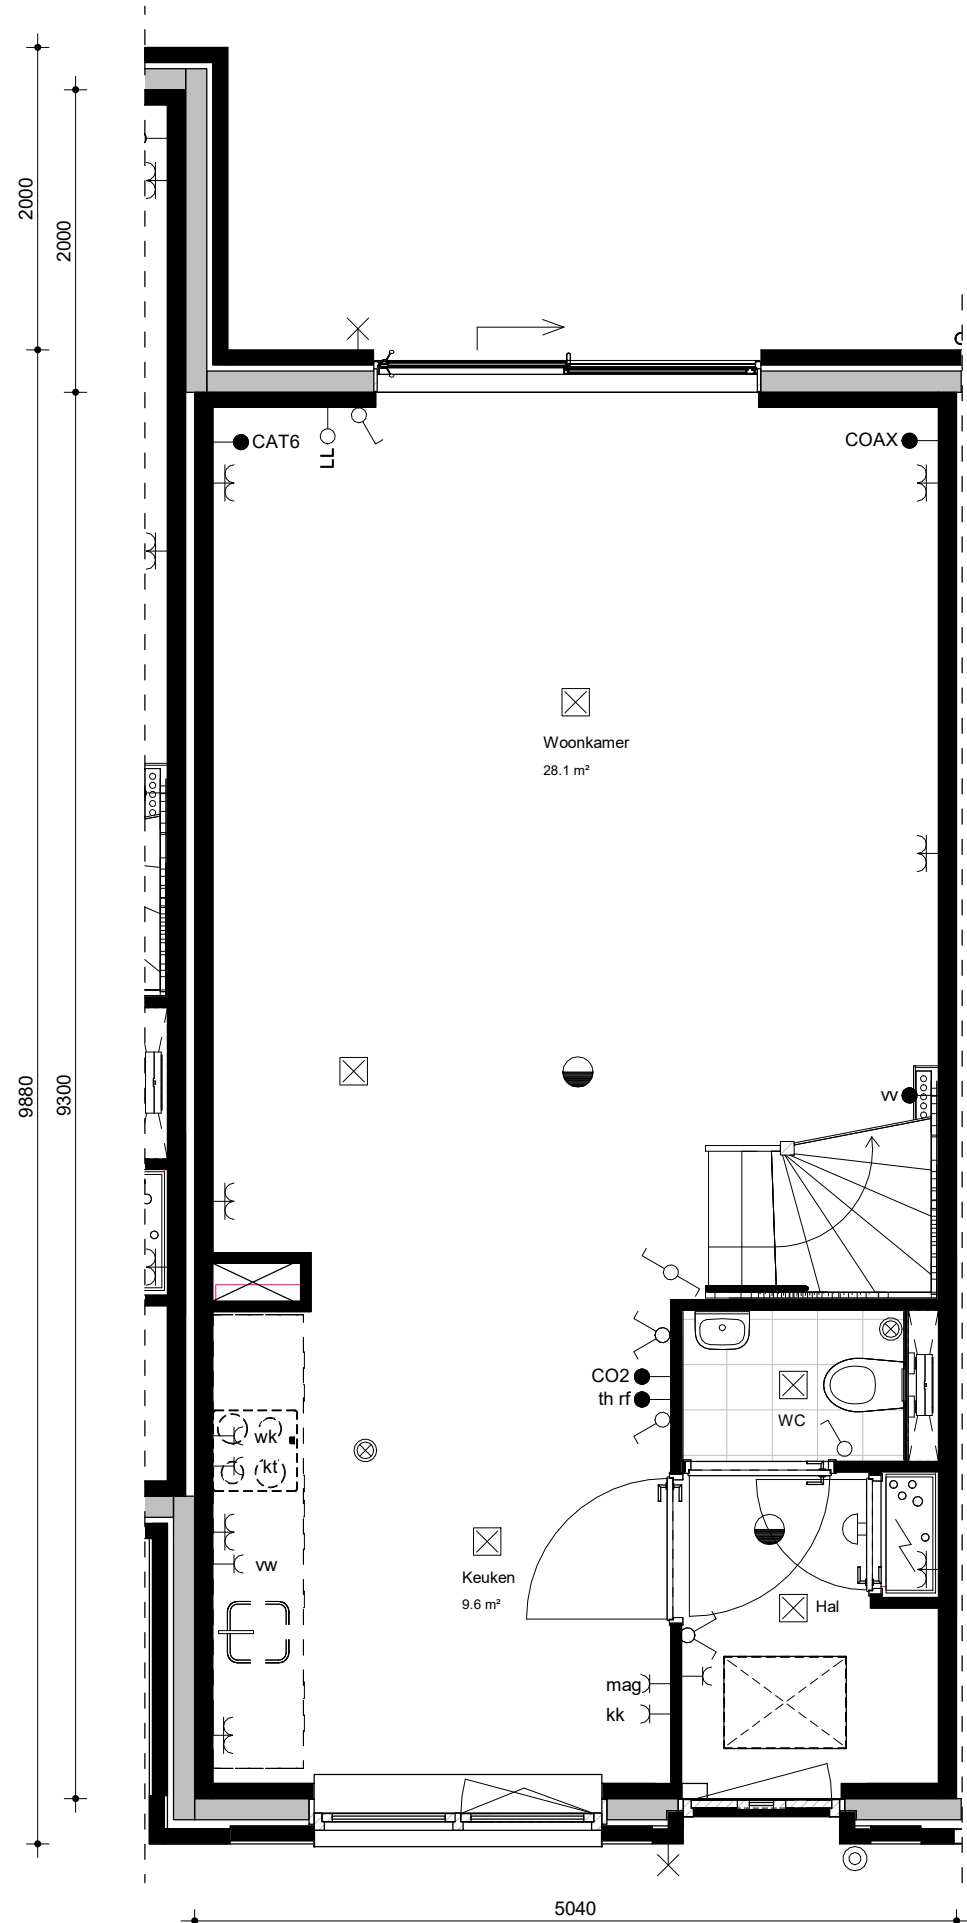 2000
2000
CAT6
LL
COAX
Woonkamer
28.1 m²
9880
9300
vv
CO2
th rf
WC
wk
kt
vw
Keuken
9.6 m²
Hal
mag
kk
5040